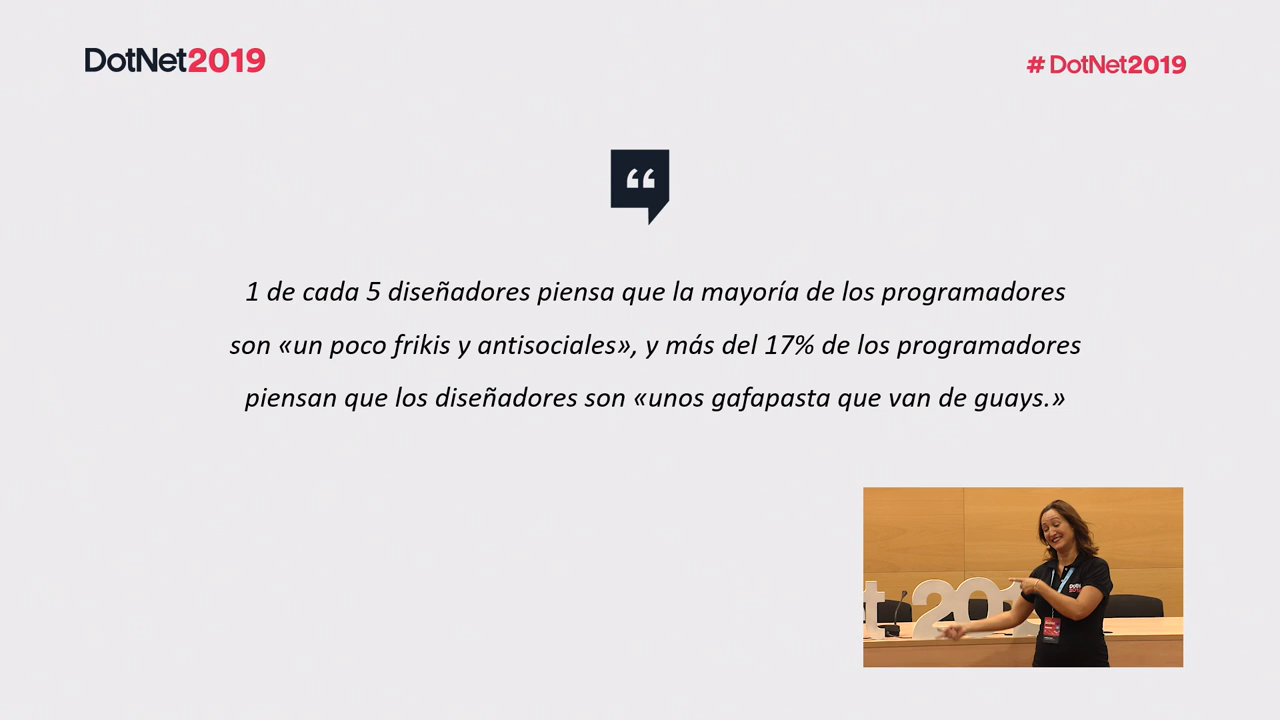 DotNet2019
# DotNet2019
“
1 de cada 5 diseñadores piensa que la mayoría de los programadores
son «un poco frikis y antisociales», y más del 17% de los programadores
piensan que los diseñadores son «unos gafapasta que van de guays.»
t 201